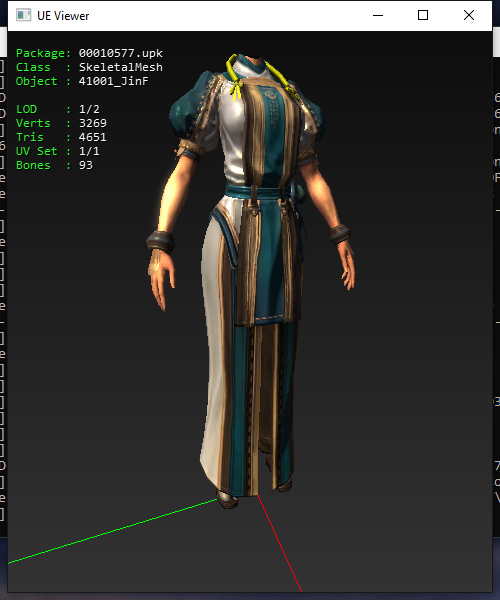 UE Viewer
Package: 00010577.upk
Class : SkeletalMesh
Object : 41001_JinF
LOD : 1/2
Verts : 3269
Tris : 4651
UV Set : 1/1
Bones : 93